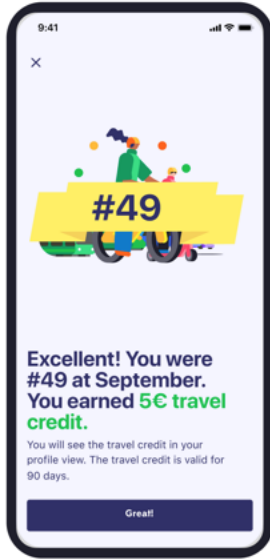 9:41
#49
Excellent! You were
#49 at September.
You earned 5€ travel
credit.
You will see the travel credit in your
profile view. The travel credit is valid for
90 days.
Great!